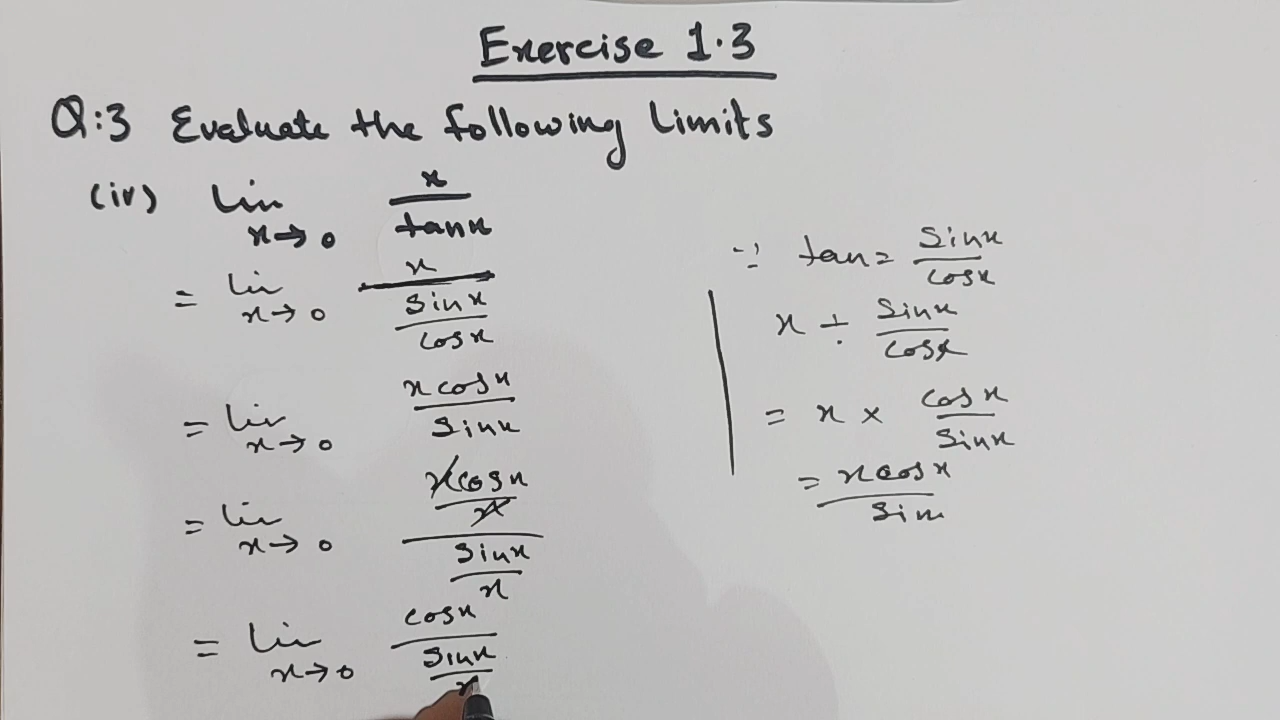 Exercise 1.3
Q:3 Evaluate the following Limits
(iv) Lim x→0 x/tanx
= Lim x→0 x/(Sinx/Cosx)
= Lim x→0 xcosx/Sinx
= Lim x→0 (xcosx/x)/(Sinx/x)
= Lim x→0 cosx/(Sinx/x)
∵ tan = Sinx/Cosx
x ÷ Sinx/Cosx
= x × Cosx/Sinx
= xcosx/Sinx